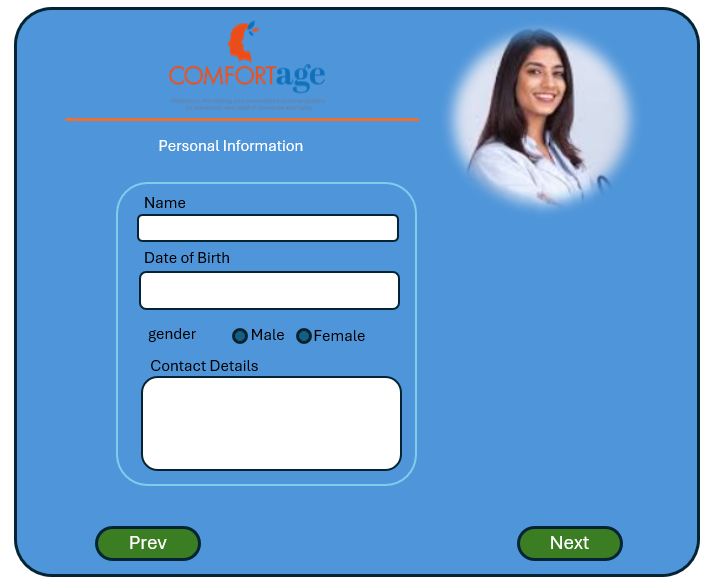 COMFORTage
Personal Information
Name
Date of Birth
gender
Male
Female
Contact Details
Prev
Next